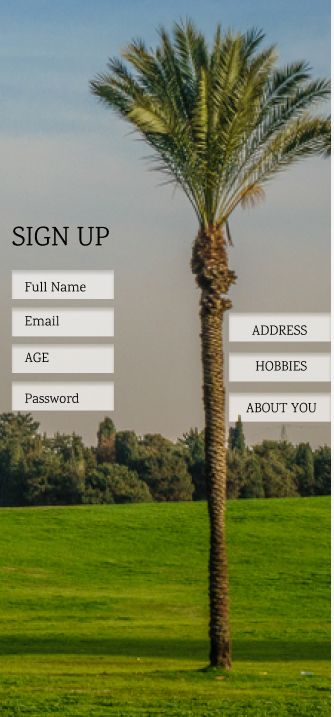 SIGN UP
Full Name
Email
AGE
Password
ADDRESS
HOBBIES
ABOUT YOU